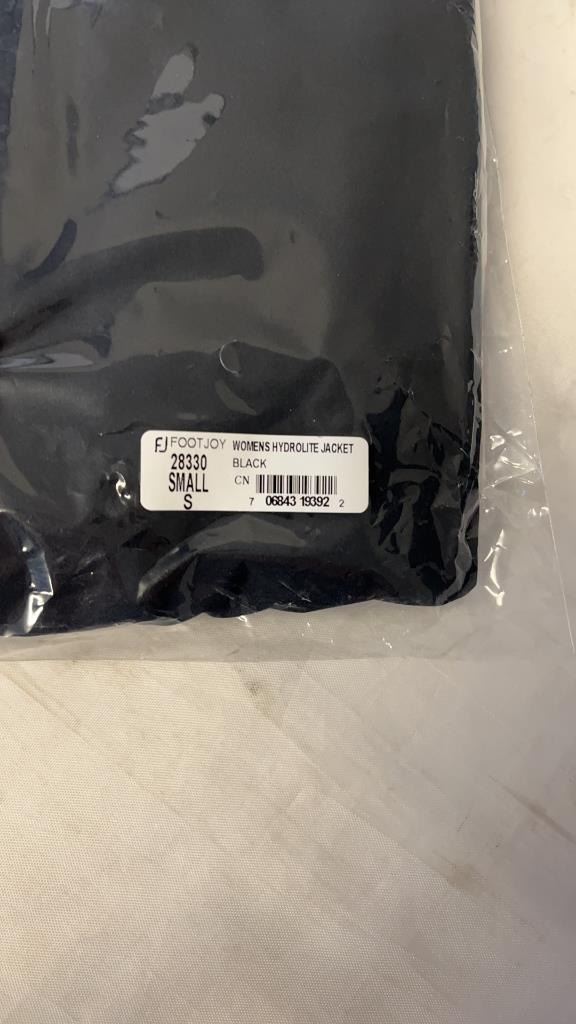 FJ FOOTJOY WOMENS HYDROLITE JACKET
28330 BLACK
SMALL CN
S 7 06843 19392 2